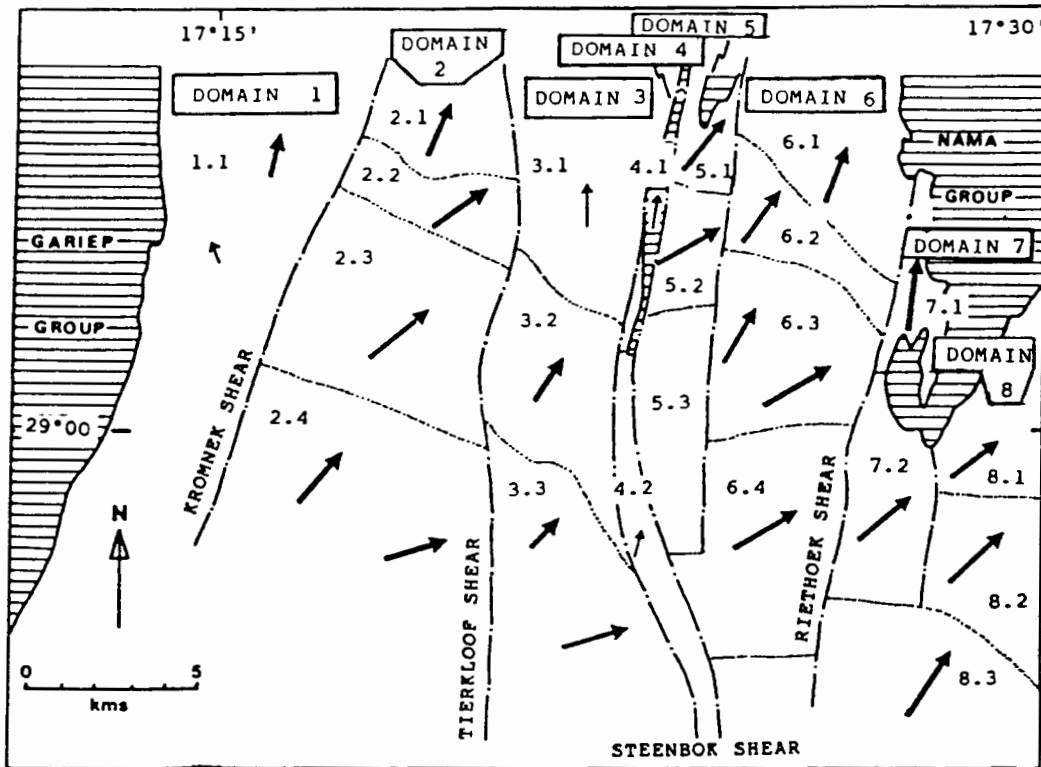 17°15'
17°30'
DOMAIN 5
DOMAIN 2
DOMAIN 4
DOMAIN 1
DOMAIN 3
DOMAIN 6
2.1
6.1
NAMA
1.1
2.2
3.1
4.1
5.1
GROUP
GARIEP
2.3
6.2
DOMAIN 7
5.2
7.1
GROUP
3.2
6.3
DOMAIN 8
KROMNEK SHEAR
5.3
29°00
2.4
7.2
8.1
3.3
4.2
6.4
N
TIERKLOOF SHEAR
RIETHOEK SHEAR
8.2
0 5
kms
8.3
STEENBOK SHEAR